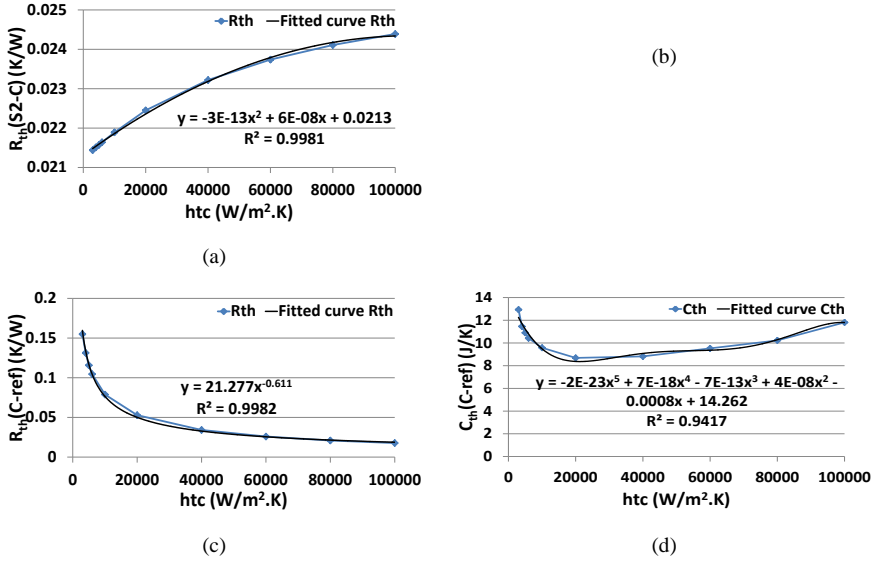 0.025
0.024
0.023
0.022
0.021
R_th(S2-C) (K/W)
Rth Fitted curve Rth
y = -3E-13x² + 6E-08x + 0.0213
R² = 0.9981
0 20000 40000 60000 80000 100000
htc (W/m².K)
(a)
(b)
0.2
0.15
0.1
0.05
0
R_th(C-ref) (K/W)
Rth Fitted curve Rth
y = 21.277x^-0.611
R² = 0.9982
0 20000 40000 60000 80000 100000
htc (W/m².K)
(c)
14
12
10
8
6
4
2
0
C_th(C-ref) (J/K)
Cth Fitted curve Cth
y = -2E-23x⁵ + 7E-18x⁴ - 7E-13x³ + 4E-08x² -
0.0008x + 14.262
R² = 0.9417
0 20000 40000 60000 80000 100000
htc (W/m².K)
(d)